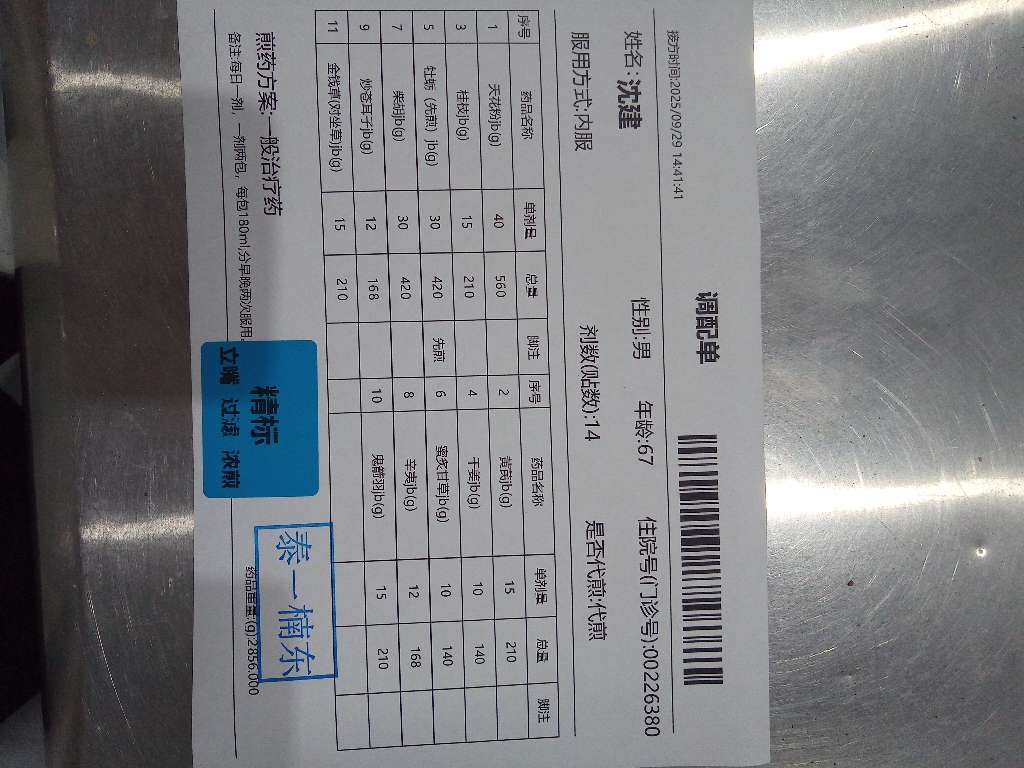 调配单
接方时间:2025/09/29 14:41:41
姓名:沈建 性别:男 年龄:67 住院号(门诊号):00226380
服用方式:内服 剂数(贴数):14 是否代煎:代煎
序号 药品名称 单剂量 总量 脚注 序号 药品名称 单剂量 总量 脚注
1 天花粉jb(g) 40 560 2 黄芩jb(g) 15 210
3 桂枝jb(g) 15 210 4 干姜jb(g) 10 140
5 牡蛎(先煎)jb(g) 30 420 先煎 6 蜜炙甘草jb(g) 10 140
7 柴胡jb(g) 30 420 8 辛夷jb(g) 12 168
9 炒苍耳子jb(g) 12 168 10 鬼箭羽jb(g) 15 210
11 金钱草(对坐草)jb(g) 15 210
煎药方案:一般治疗药
药品重量(g):2856.000
备注:每日一剂,一剂两包,每包180ml,分早晚两次服用。
精标
立嘴 过滤 浓煎
泰一楠东